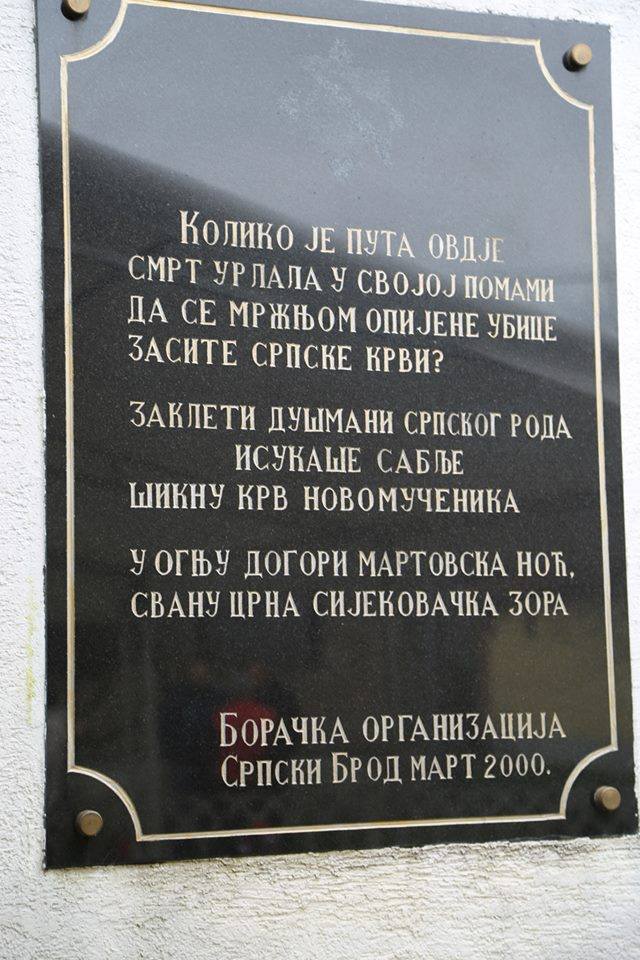 Колико је пута овдје
смрт урлала у својој помами
да се мржњом опијене убице
засите српске крви?
заклети душмани српског рода
исукаше сабље
шикну крв новомученика
у огњу догори мартовска ноћ,
свану црна сијековачка зора
Борачка организација
Српски Брод март 2000.